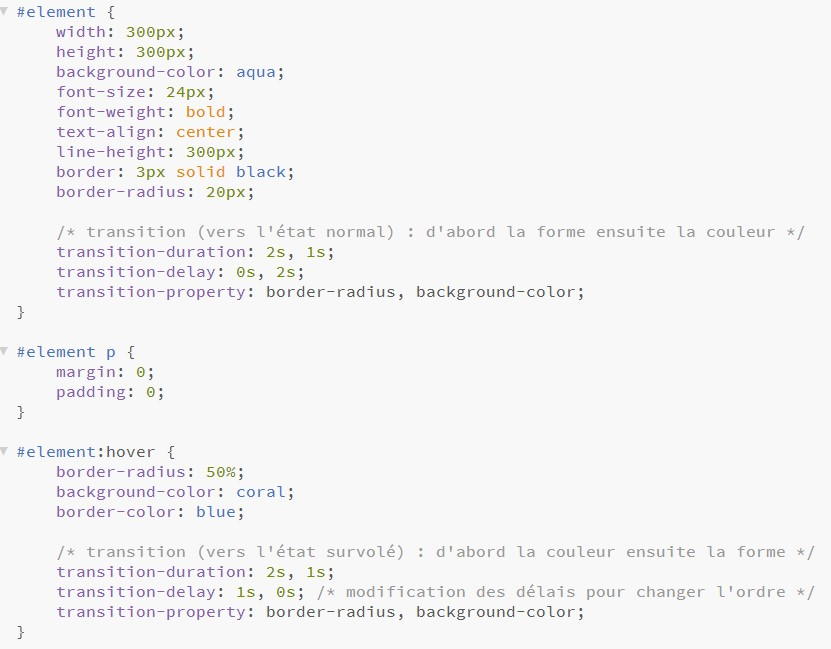 #element {
    width: 300px;
    height: 300px;
    background-color: aqua;
    font-size: 24px;
    font-weight: bold;
    text-align: center;
    line-height: 300px;
    border: 3px solid black;
    border-radius: 20px;

    /* transition (vers l'état normal) : d'abord la forme ensuite la couleur */
    transition-duration: 2s, 1s;
    transition-delay: 0s, 2s;
    transition-property: border-radius, background-color;
}

#element p {
    margin: 0;
    padding: 0;
}

#element:hover {
    border-radius: 50%;
    background-color: coral;
    border-color: blue;

    /* transition (vers l'état survolé) : d'abord la couleur ensuite la forme */
    transition-duration: 2s, 1s;
    transition-delay: 1s, 0s; /* modification des délais pour changer l'ordre */
    transition-property: border-radius, background-color;
}